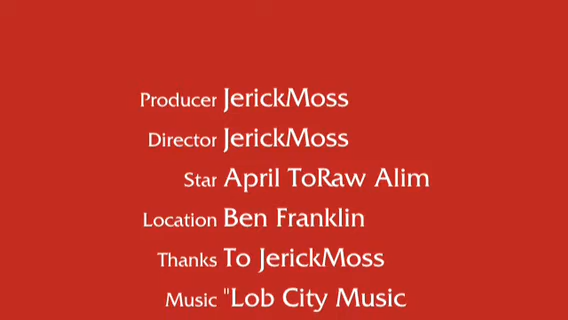 Producer JerickMoss
Director JerickMoss
Star April ToRaw Alim
Location Ben Franklin
Thanks To JerickMoss
Music "Lob City Music